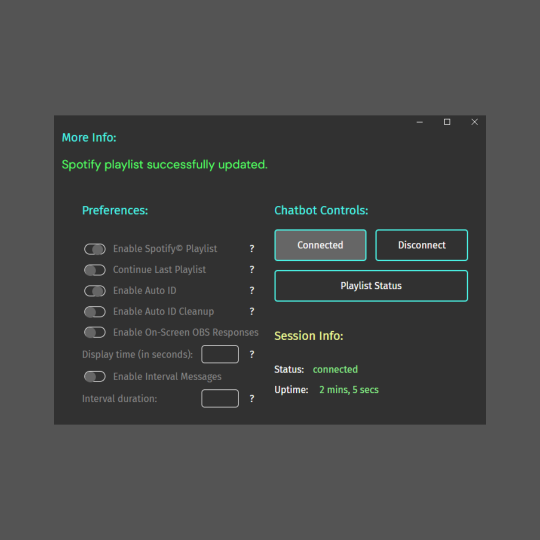 More Info:
Spotify playlist successfully updated.
Preferences:
Enable Spotify© Playlist ?
Continue Last Playlist ?
Enable Auto ID ?
Enable Auto ID Cleanup ?
Enable On-Screen OBS Responses
Display time (in seconds): ?
Enable Interval Messages
Interval duration: ?
Chatbot Controls:
Connected Disconnect
Playlist Status
Session Info:
Status: connected
Uptime: 2 mins, 5 secs